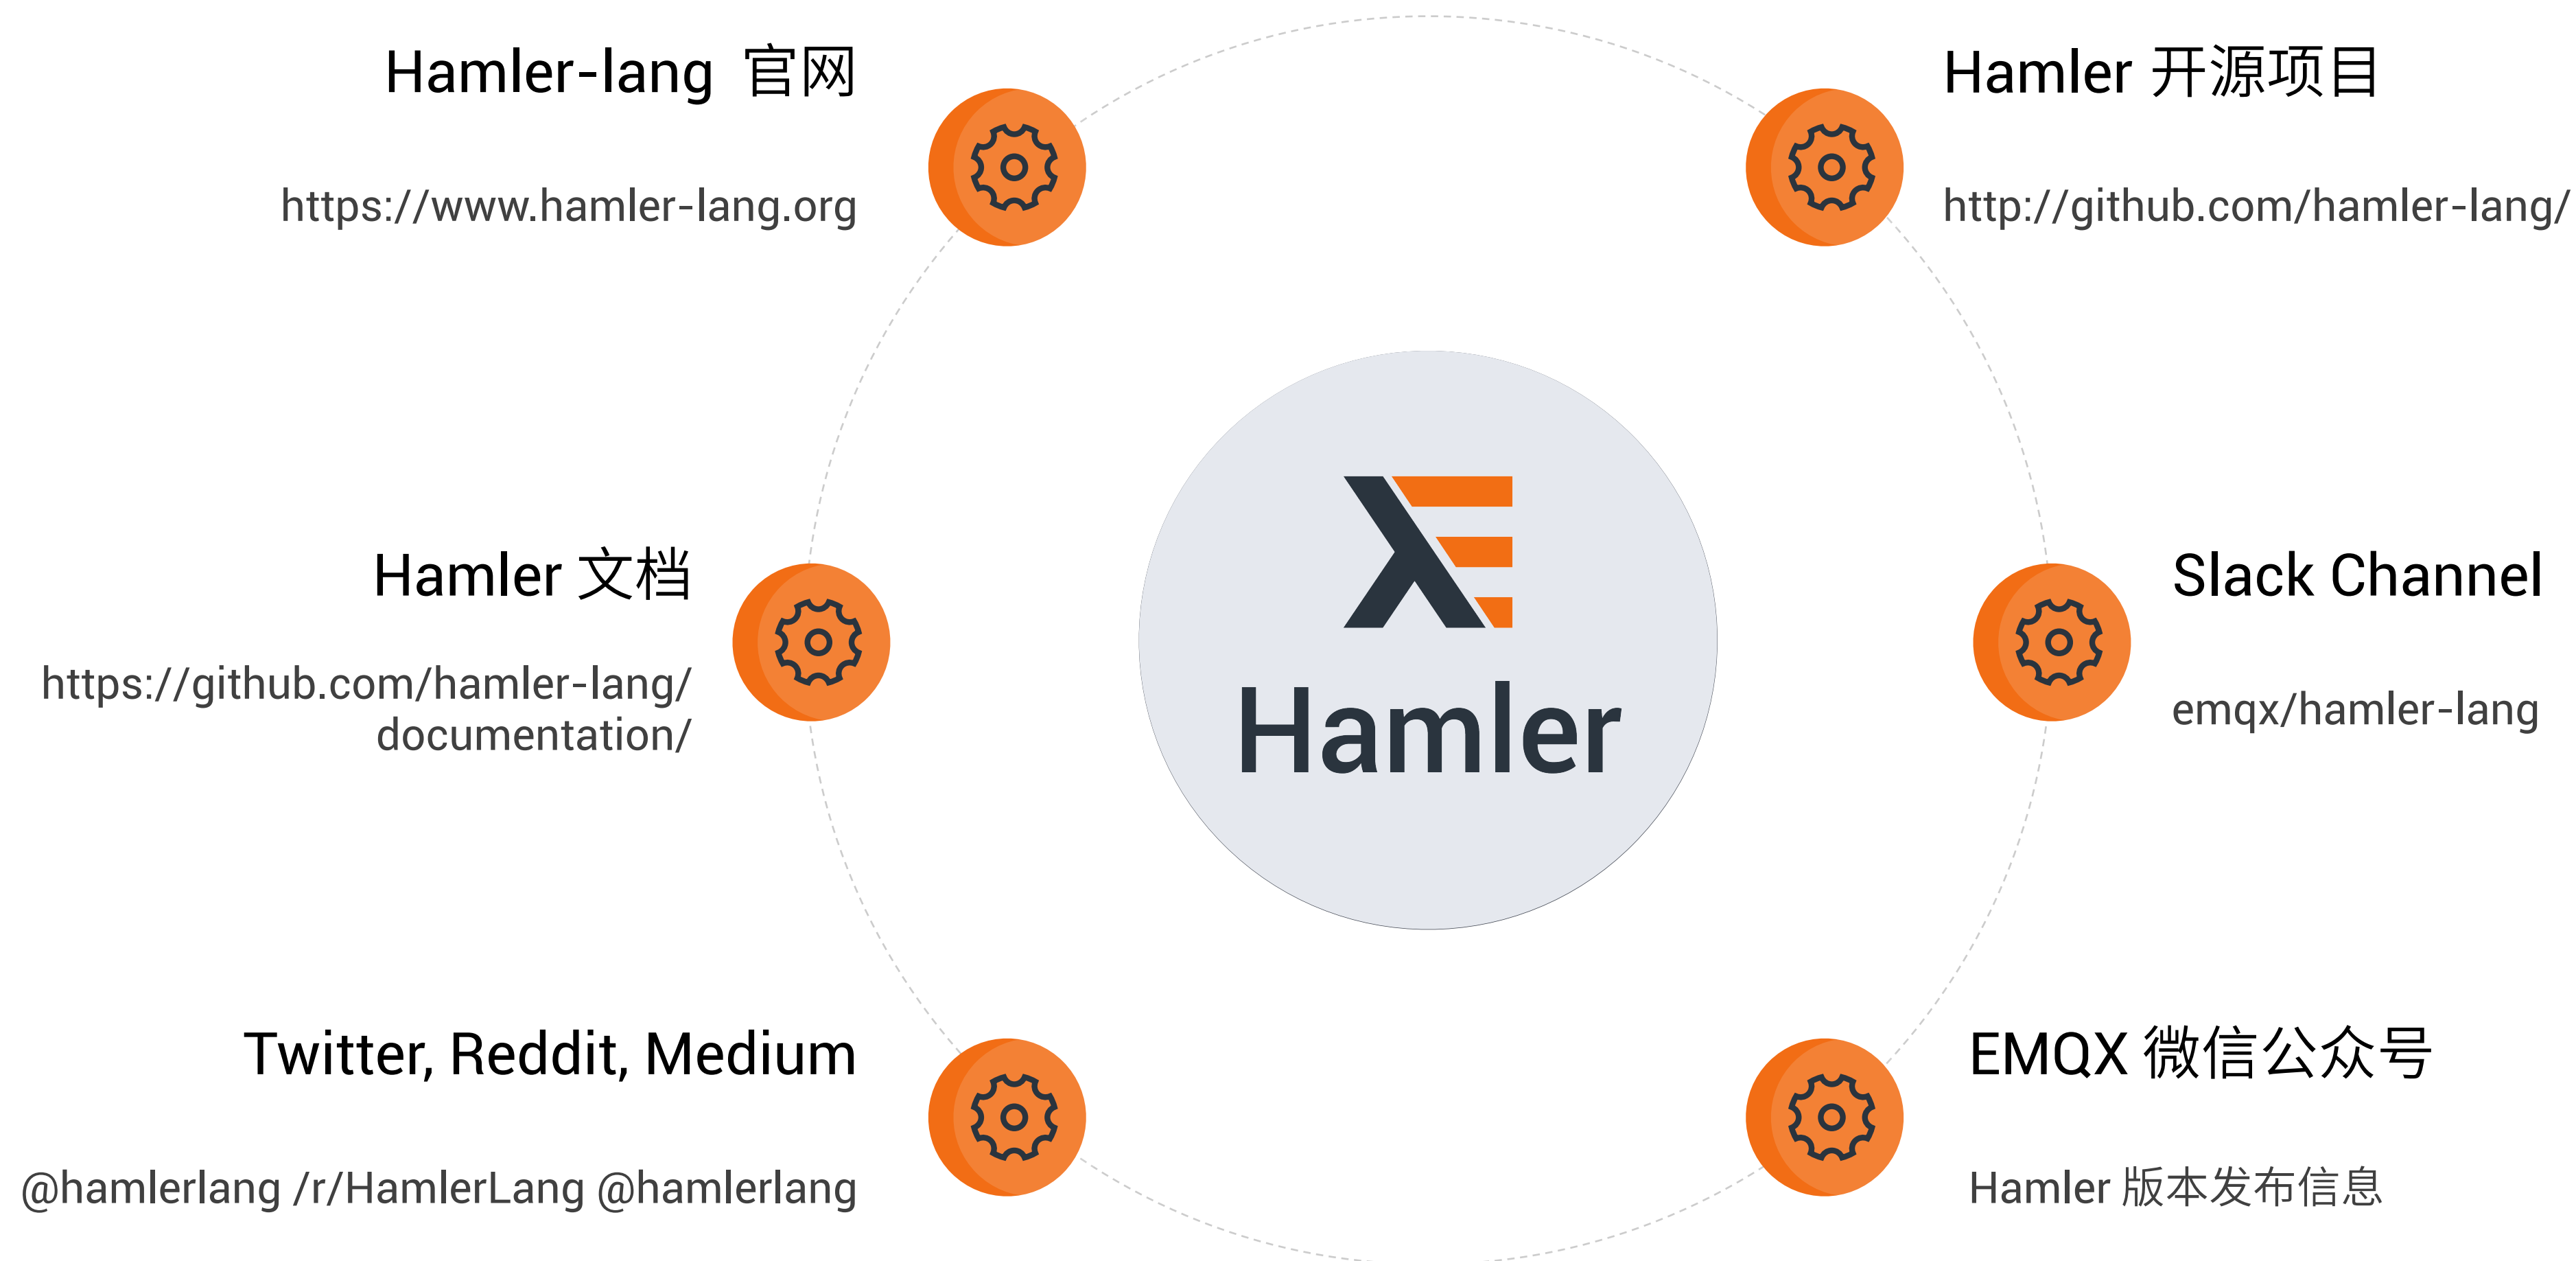 Hamler-lang 官网
https://www.hamler-lang.org
Hamler 开源项目
http://github.com/hamler-lang/
Hamler 文档
https://github.com/hamler-lang/
documentation/
Hamler
Slack Channel
emqx/hamler-lang
Twitter, Reddit, Medium
@hamlerlang /r/HamlerLang @hamlerlang
EMQX 微信公众号
Hamler 版本发布信息